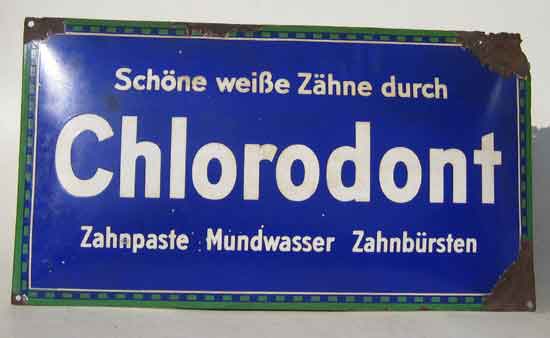 Schöne weiße Zähne durch
Chlorodont
Zahnpaste Mundwasser Zahnbürsten